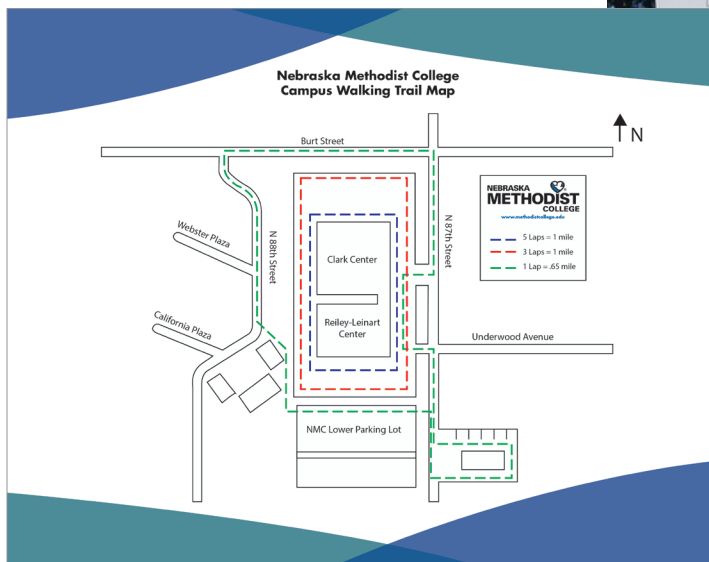 Nebraska Methodist College
Campus Walking Trail Map
N
Burt Street
NEBRASKA
METHODIST
COLLEGE
www.methodistcollege.edu
5 Laps = 1 mile
3 Laps = 1 mile
1 Lap = .65 mile
Webster Plaza
N 88th Street
N 87th Street
Clark Center
California Plaza
Reiley-Leinart
Center
Underwood Avenue
NMC Lower Parking Lot